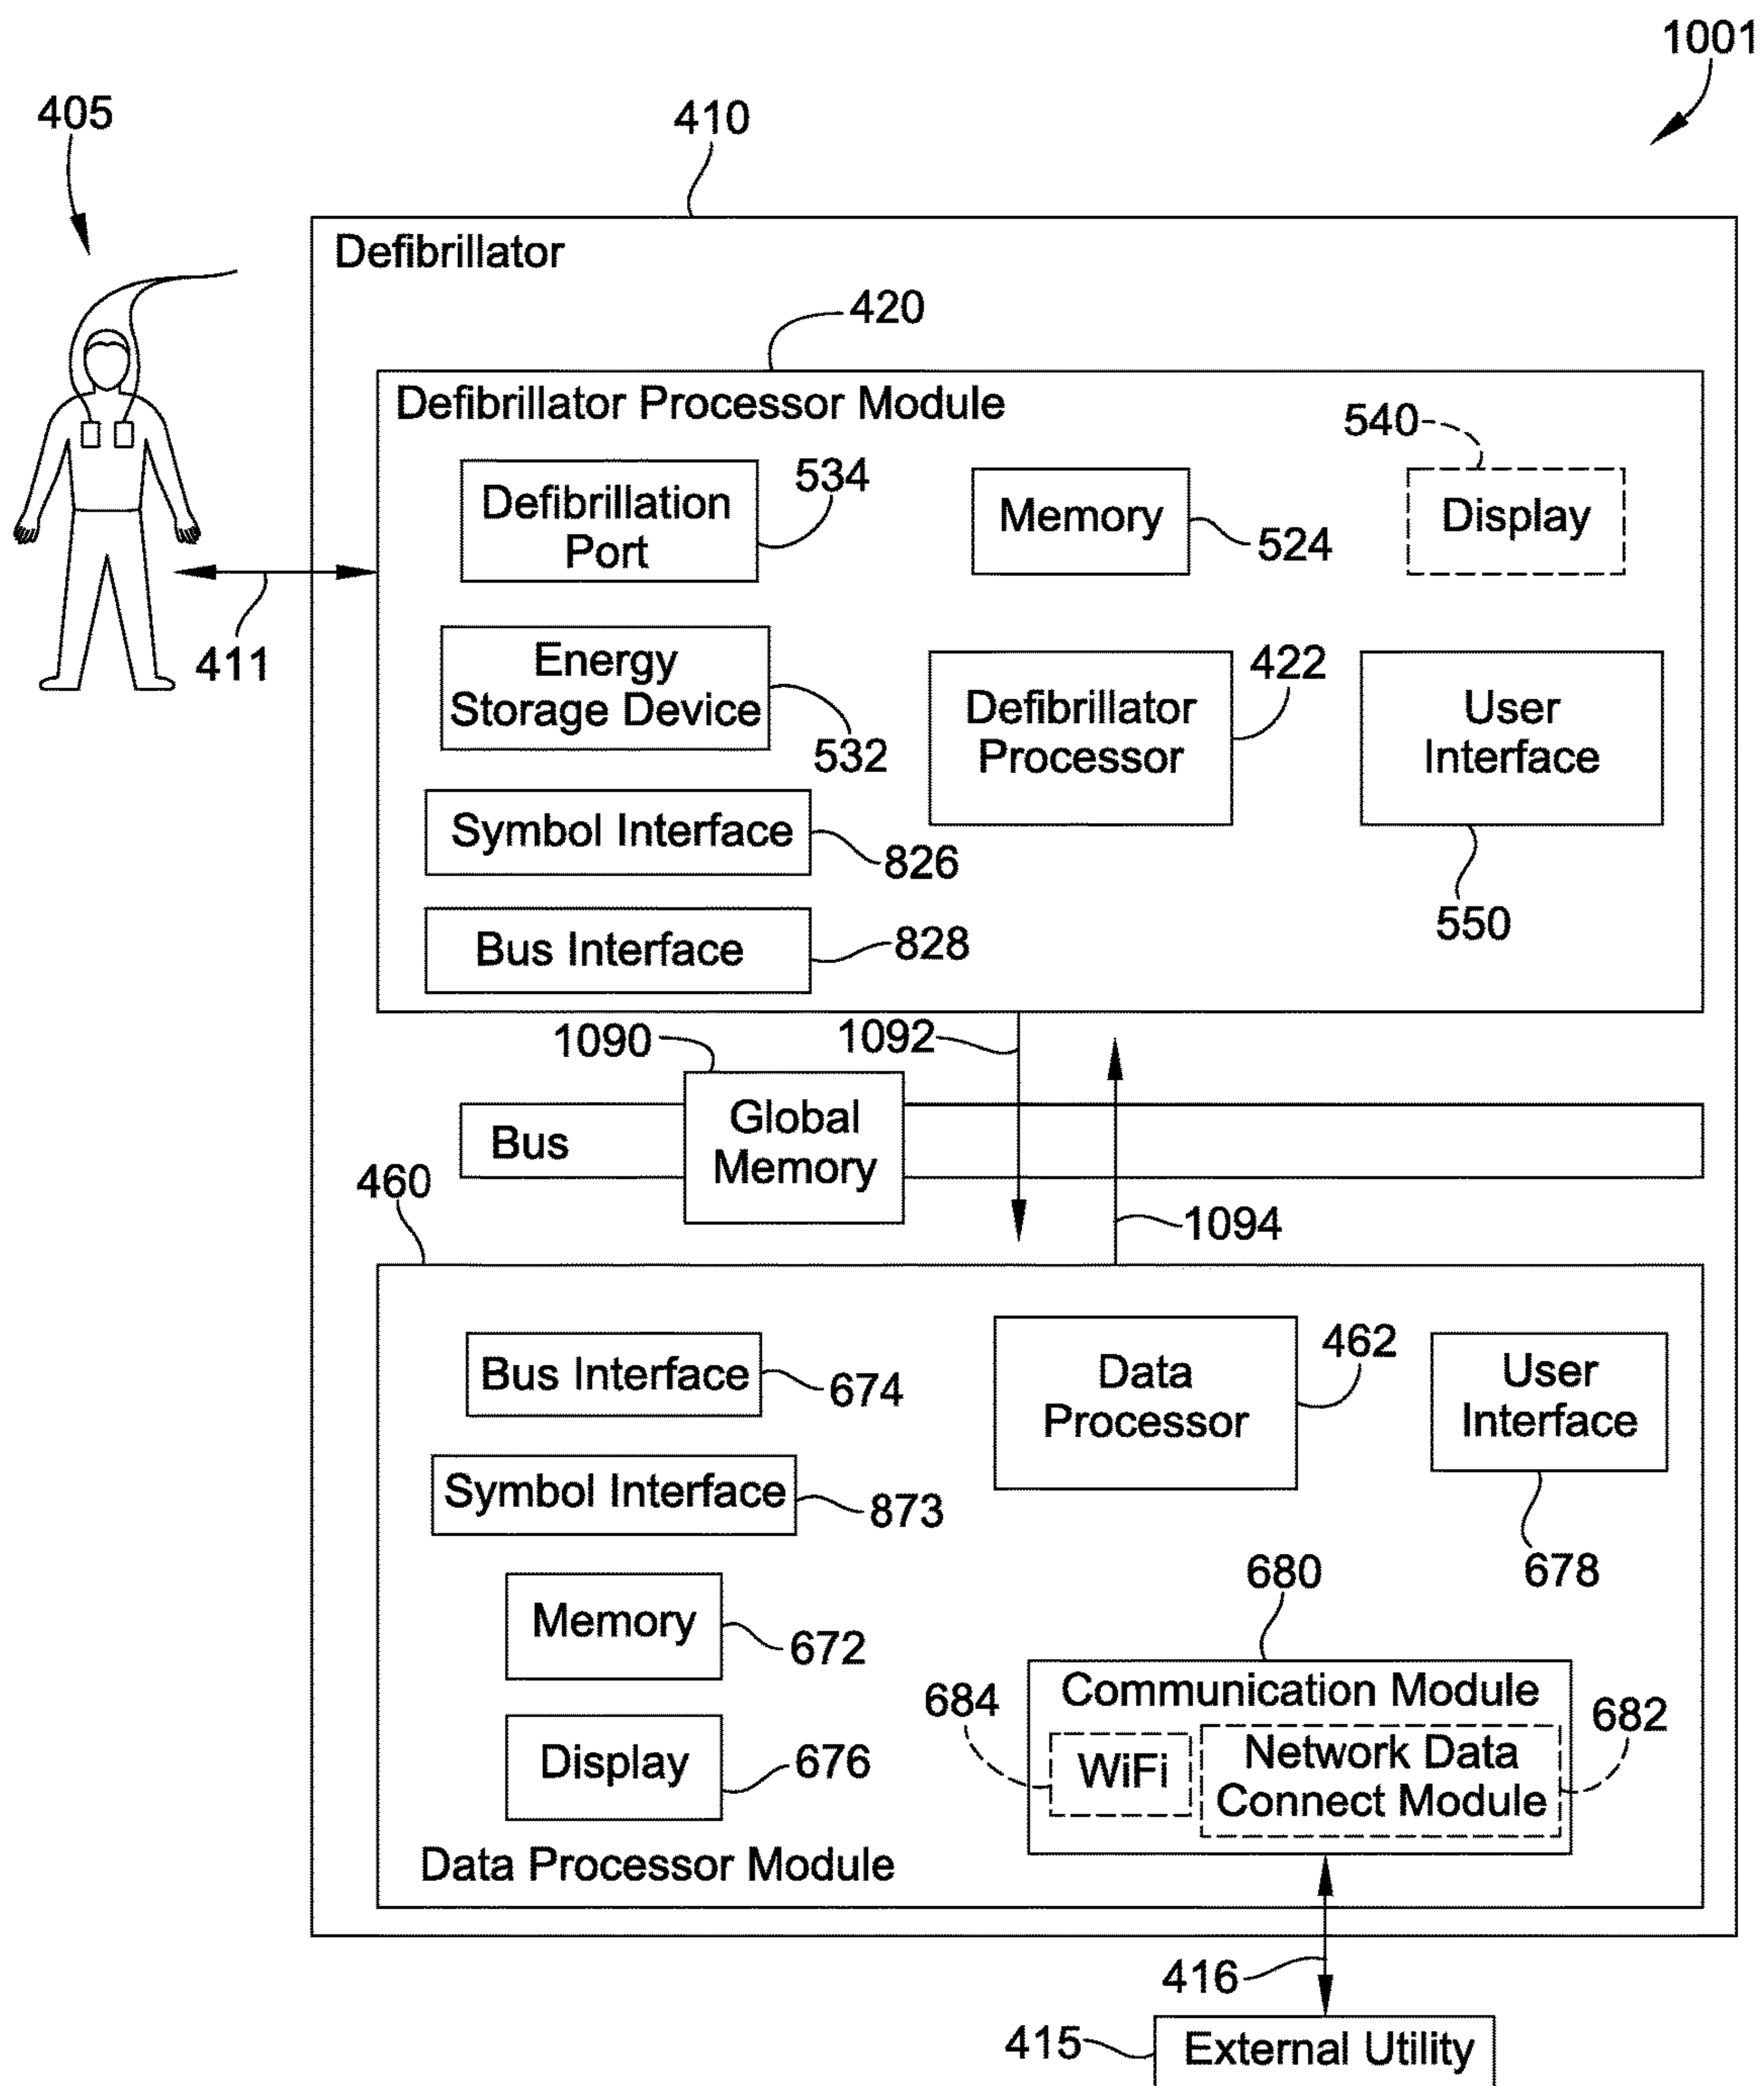 1001
405
410
Defibrillator
420
Defibrillator Processor Module
540
Defibrillation
Port
534
Memory
524
Display
411
Energy
Storage Device
532
Defibrillator
Processor
422
User
Interface
550
Symbol Interface
826
Bus Interface
828
1090
1092
Bus
Global
Memory
1094
460
Bus Interface
674
Data
Processor
462
User
Interface
678
Symbol Interface
873
Memory
672
680
Communication Module
684
WiFi
Network Data
Connect Module
682
Display
676
Data Processor Module
416
415
External Utility